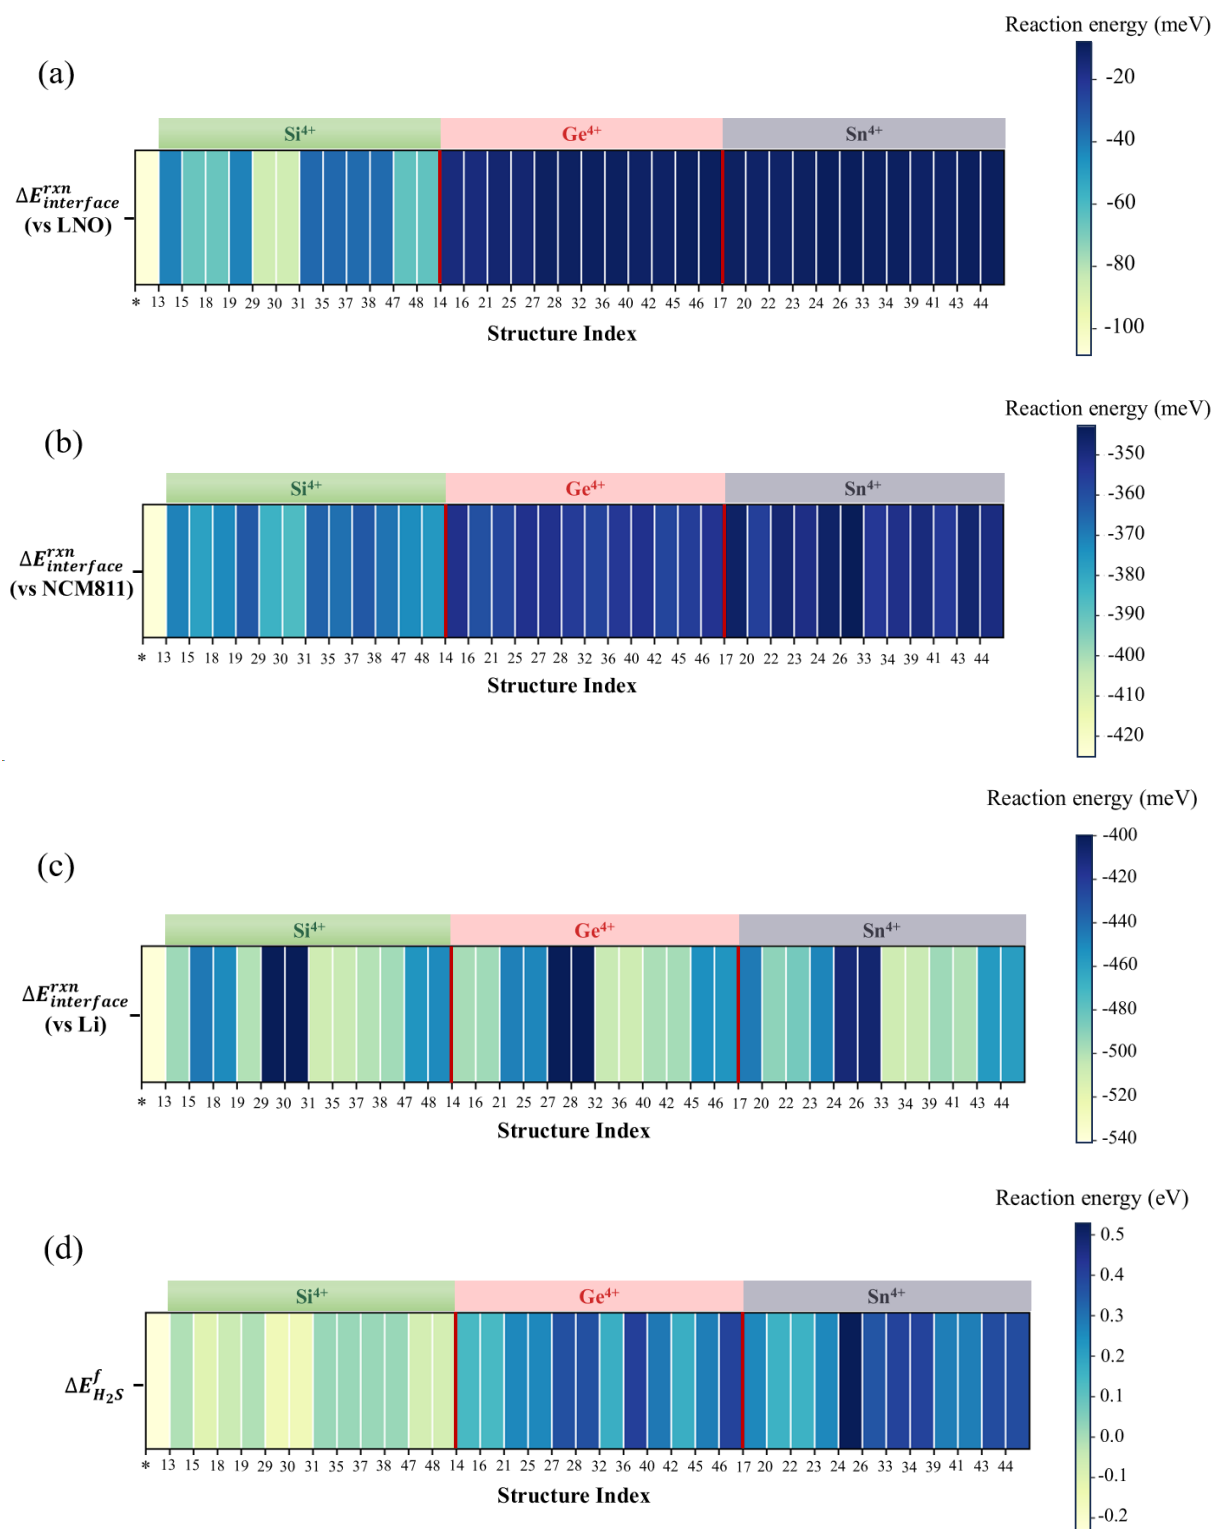 Reaction energy (meV)
(a)
Si4+ Ge4+ Sn4+
ΔE rxn interface
(vs LNO)
-20
-40
-60
-80
-100
* 13 15 18 19 29 30 31 35 37 38 47 48 14 16 21 25 27 28 32 36 40 42 45 46 17 20 22 23 24 26 33 34 39 41 43 44
Structure Index
Reaction energy (meV)
(b)
Si4+ Ge4+ Sn4+
ΔE rxn interface
(vs NCM811)
-350
-360
-370
-380
-390
-400
-410
-420
* 13 15 18 19 29 30 31 35 37 38 47 48 14 16 21 25 27 28 32 36 40 42 45 46 17 20 22 23 24 26 33 34 39 41 43 44
Structure Index
Reaction energy (meV)
(c)
Si4+ Ge4+ Sn4+
ΔE rxn interface
(vs Li)
-400
-420
-440
-460
-480
-500
-520
-540
* 13 15 18 19 29 30 31 35 37 38 47 48 14 16 21 25 27 28 32 36 40 42 45 46 17 20 22 23 24 26 33 34 39 41 43 44
Structure Index
Reaction energy (eV)
(d)
Si4+ Ge4+ Sn4+
ΔE f H2S
0.5
0.4
0.3
0.2
0.1
0.0
-0.1
-0.2
* 13 15 18 19 29 30 31 35 37 38 47 48 14 16 21 25 27 28 32 36 40 42 45 46 17 20 22 23 24 26 33 34 39 41 43 44
Structure Index